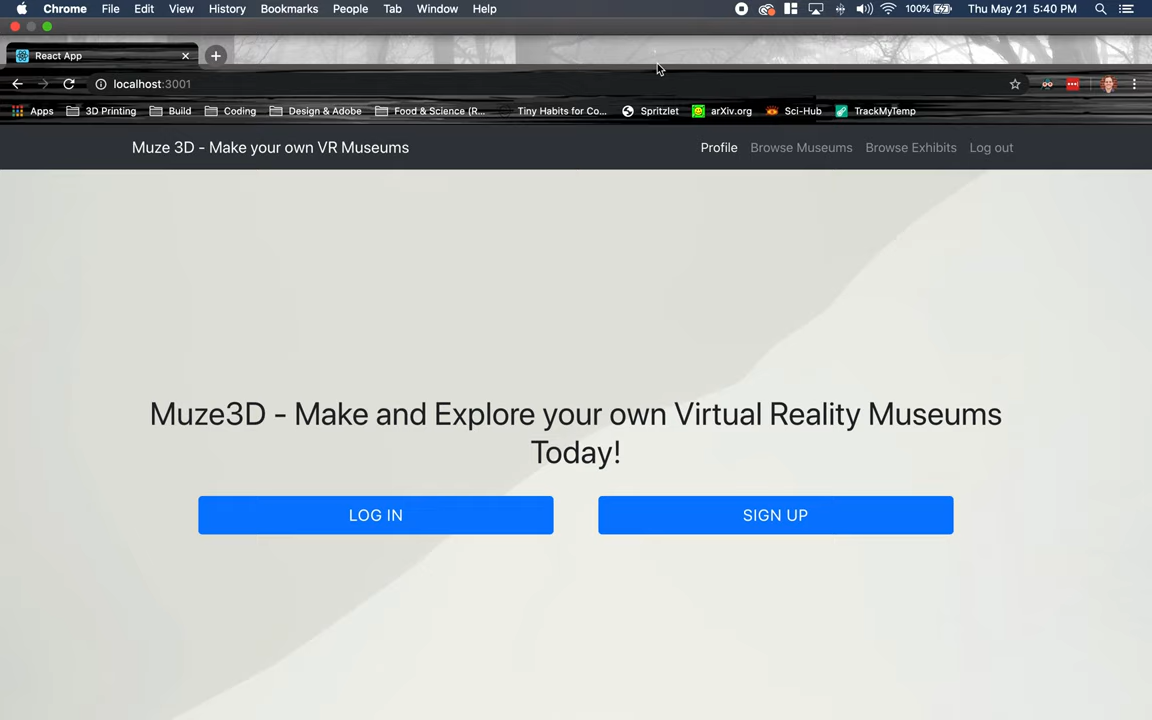 Chrome File Edit View History Bookmarks People Tab Window Help 100% Thu May 21 5:40 PM
React App
localhost:3001
Apps 3D Printing Build Coding Design & Adobe Food & Science (R... Tiny Habits for Co... Spritzlet arXiv.org Sci-Hub TrackMyTemp
Muze 3D - Make your own VR Museums Profile Browse Museums Browse Exhibits Log out
Muze3D - Make and Explore your own Virtual Reality Museums
Today!
LOG IN SIGN UP